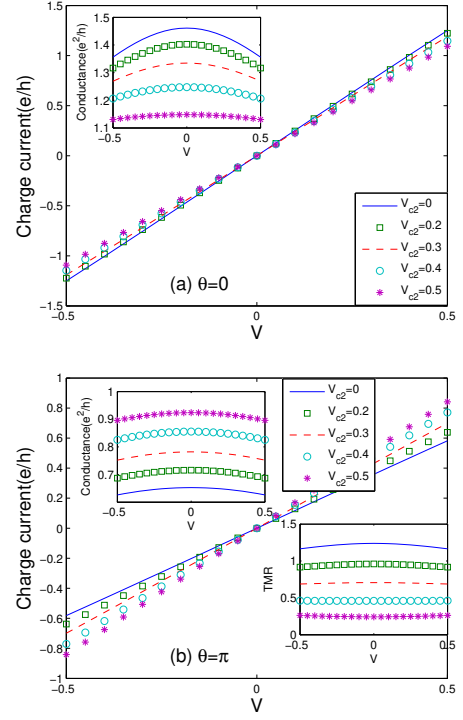 1.5
1
0.5
0
-0.5
-1
-1.5
Charge current(e/h)
1.5
1.4
1.3
1.2
1.1
Conductance(e²/h)
-0.5 0 0.5
V
V_c2=0
V_c2=0.2
V_c2=0.3
V_c2=0.4
V_c2=0.5
(a) θ=0
-0.5 0 0.5
V
1
0.8
0.6
0.4
0.2
0
-0.2
-0.4
-0.6
-0.8
-1
Charge current(e/h)
1
0.9
0.8
0.7
Conductance(e²/h)
-0.5 0 0.5
V
V_c2=0
V_c2=0.2
V_c2=0.3
V_c2=0.4
V_c2=0.5
1.5
1
0.5
0
TMR
-0.5 0 0.5
V
(b) θ=π
-0.5 0 0.5
V